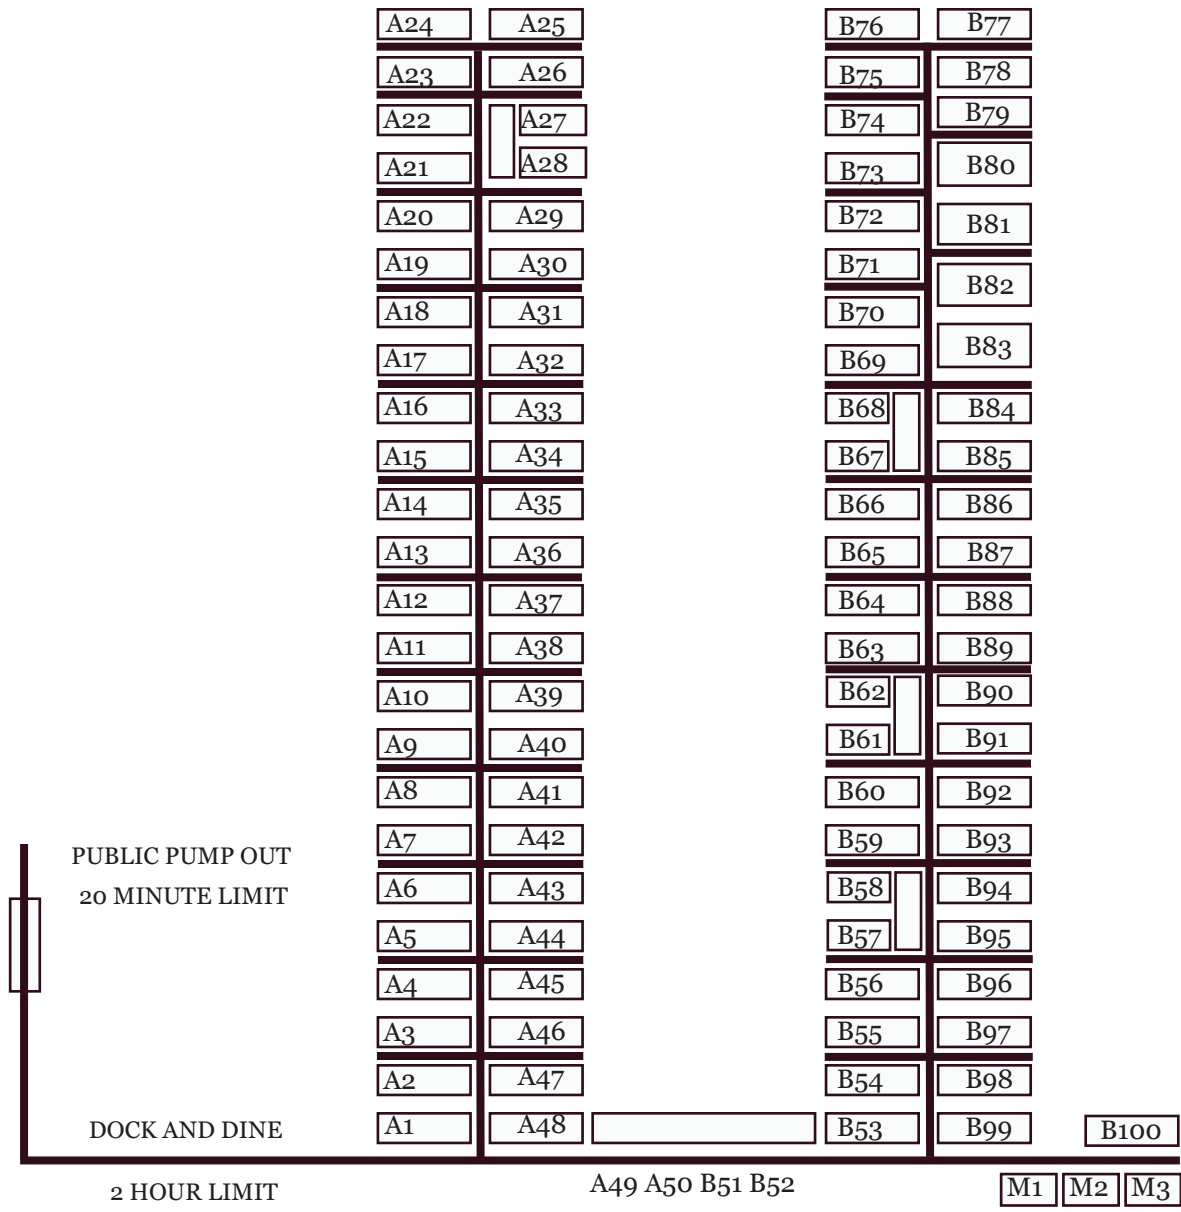 A24 A25 B76 B77
A23 A26 B75 B78
A22 A27 B74 B79
A21 A28 B73 B80
A20 A29 B72 B81
A19 A30 B71 B82
A18 A31 B70
A17 A32 B69 B83
A16 A33 B68 B84
A15 A34 B67 B85
A14 A35 B66 B86
A13 A36 B65 B87
A12 A37 B64 B88
A11 A38 B63 B89
A10 A39 B62 B90
A9 A40 B61 B91
A8 A41 B60 B92
A7 A42 B59 B93
PUBLIC PUMP OUT
20 MINUTE LIMIT
A6 A43 B58 B94
A5 A44 B57 B95
A4 A45 B56 B96
A3 A46 B55 B97
A2 A47 B54 B98
DOCK AND DINE
A1 A48 B53 B99 B100
2 HOUR LIMIT
A49 A50 B51 B52
M1 M2 M3